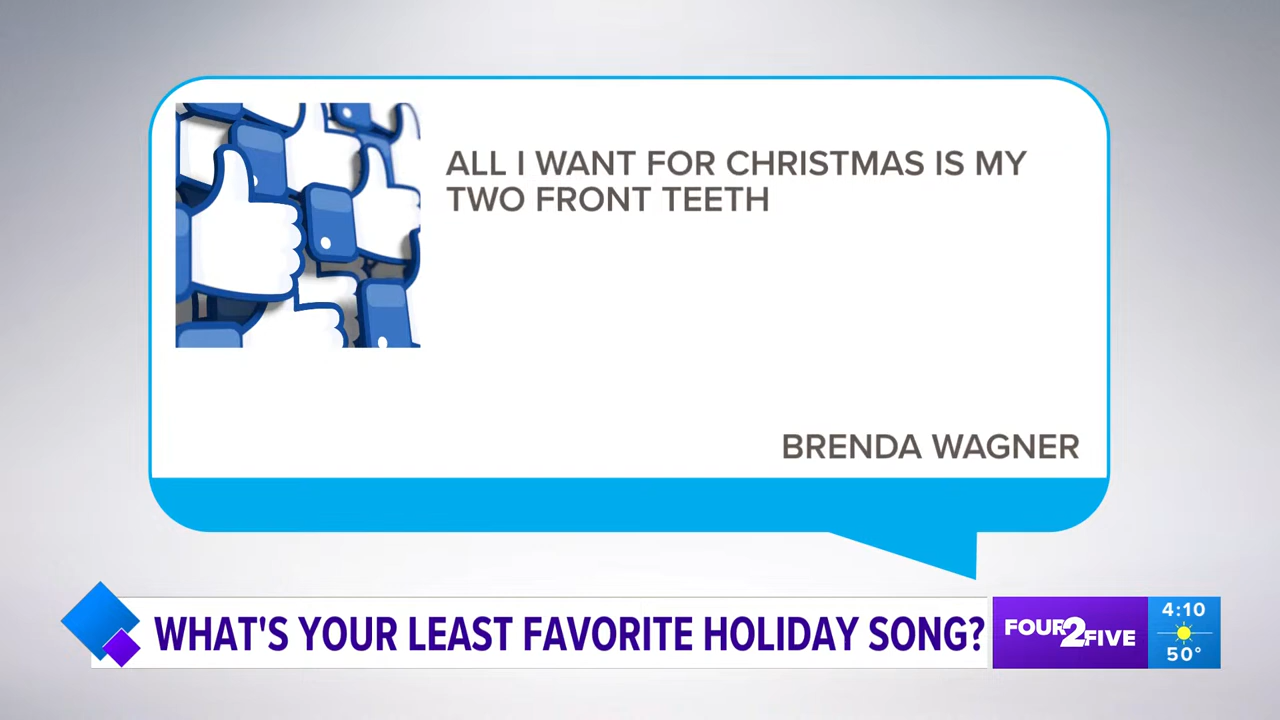 ALL I WANT FOR CHRISTMAS IS MY
TWO FRONT TEETH
BRENDA WAGNER
WHAT'S YOUR LEAST FAVORITE HOLIDAY SONG?
FOUR2FIVE
4:10
50°